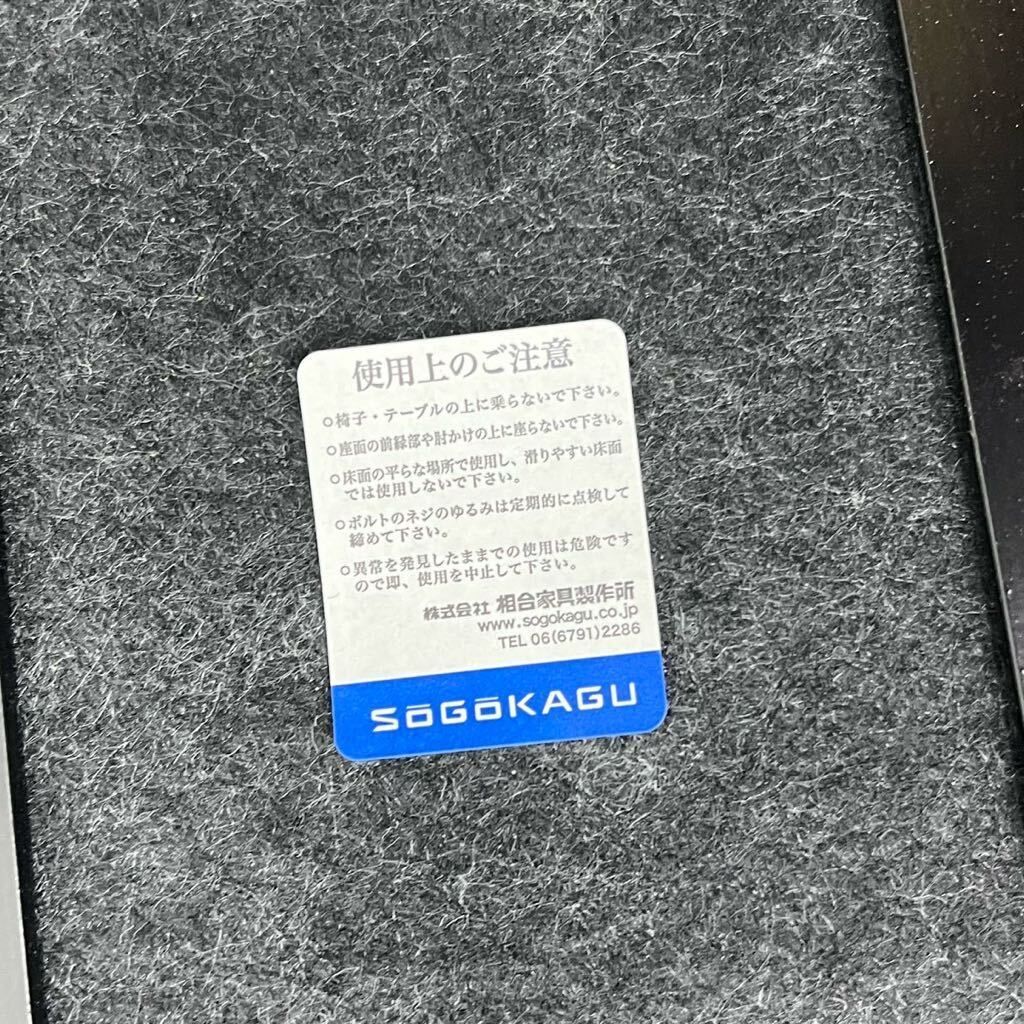 使用上のご注意
○椅子・テーブルの上に乗らないで下さい。
○座面の前縁部や肘かけの上に座らないで下さい。
○床面の平らな場所で使用し、滑りやすい床面
では使用しないで下さい。
○ボルトのネジのゆるみは定期的に点検して
締めて下さい。
○異常を発見したままでの使用は危険です
ので即、使用を中止して下さい。
株式会社 相合家具製作所
www.sogokagu.co.jp
TEL 06(6791)2286
SŌGŌKAGU